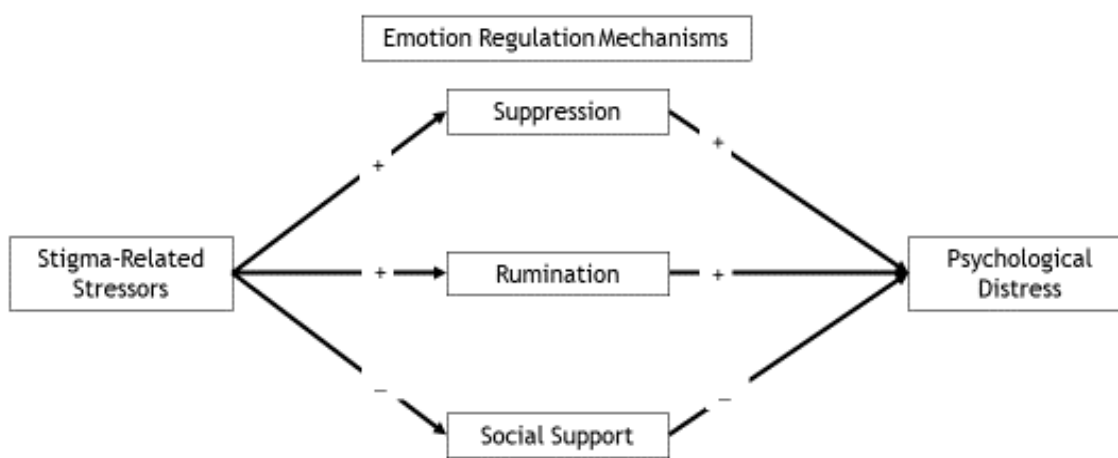 Emotion Regulation Mechanisms
Suppression
+
+
Stigma-Related
Stressors
+
Rumination
+
Psychological
Distress
–
–
Social Support